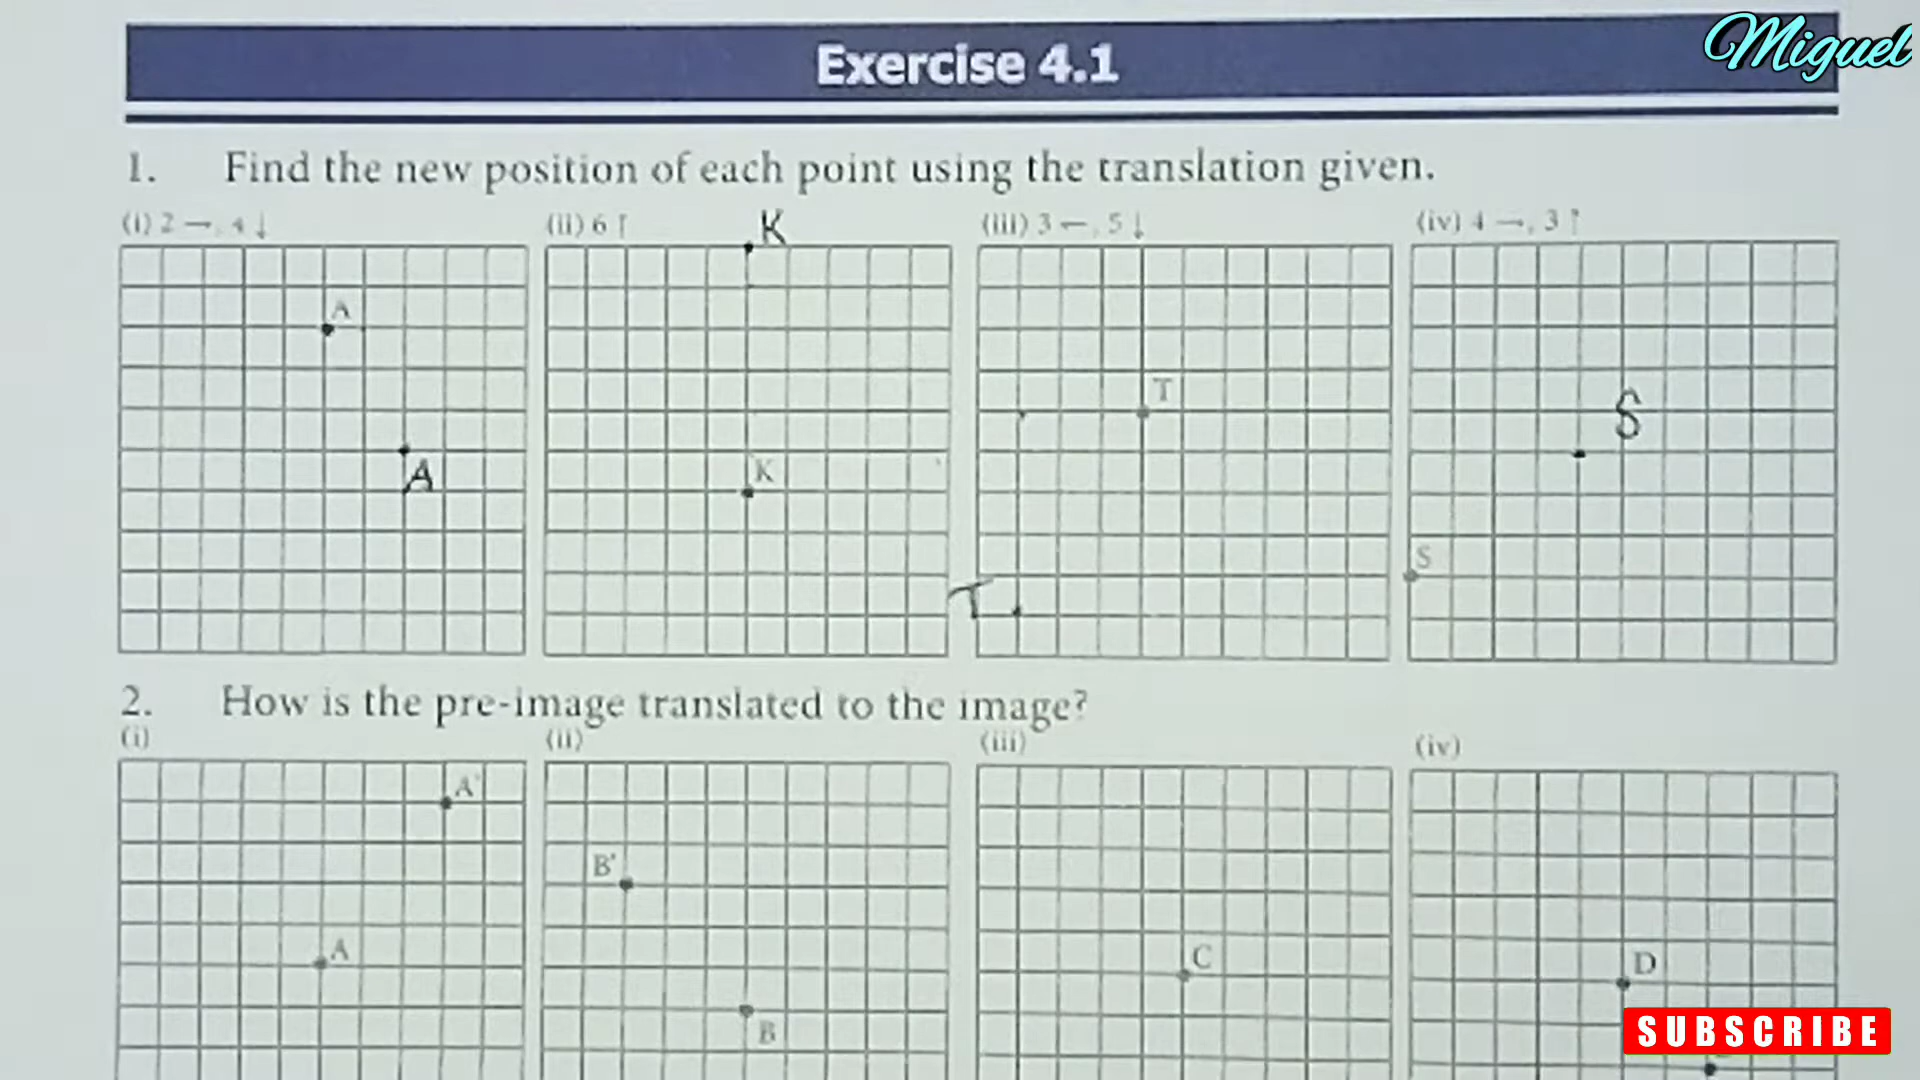 Exercise 4.1
Miguel
1. Find the new position of each point using the translation given.
(i) 2 →, 4 ↓
(ii) 6 ↑
(iii) 3 ←, 5 ↓
(iv) 4 →, 3 ↑
K
A
T
S
A
K
S
T
2. How is the pre-image translated to the image?
(i)
(ii)
(iii)
(iv)
A'
B'
A
C
D
B
SUBSCRIBE